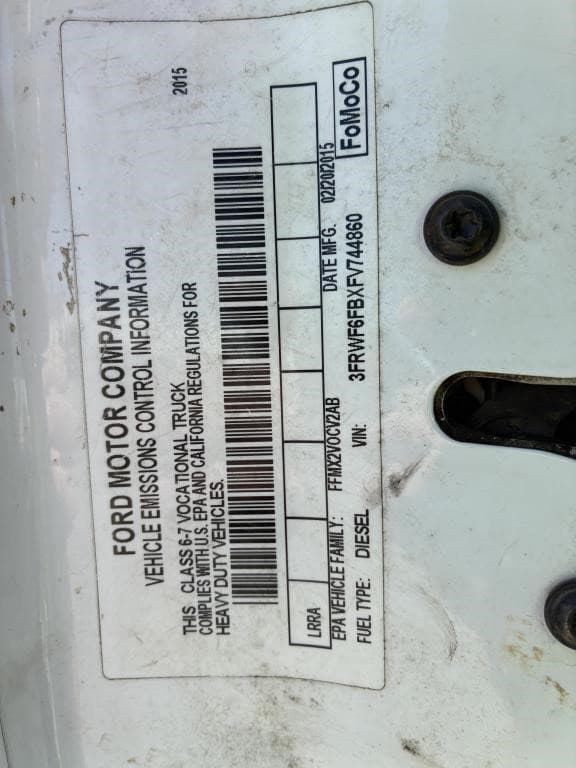 FORD MOTOR COMPANY
VEHICLE EMISSIONS CONTROL INFORMATION
2015
THIS CLASS 6-7 VOCATIONAL TRUCK
COMPLIES WITH U.S. EPA AND CALIFORNIA REGULATIONS FOR
HEAVY DUTY VEHICLES.
LRRA
EPA VEHICLE FAMILY: FFMX2VOCV2AB DATE MFG. 02/20/2015
FUEL TYPE: DIESEL VIN: 3FRWF6FBXFV744860
FoMoCo